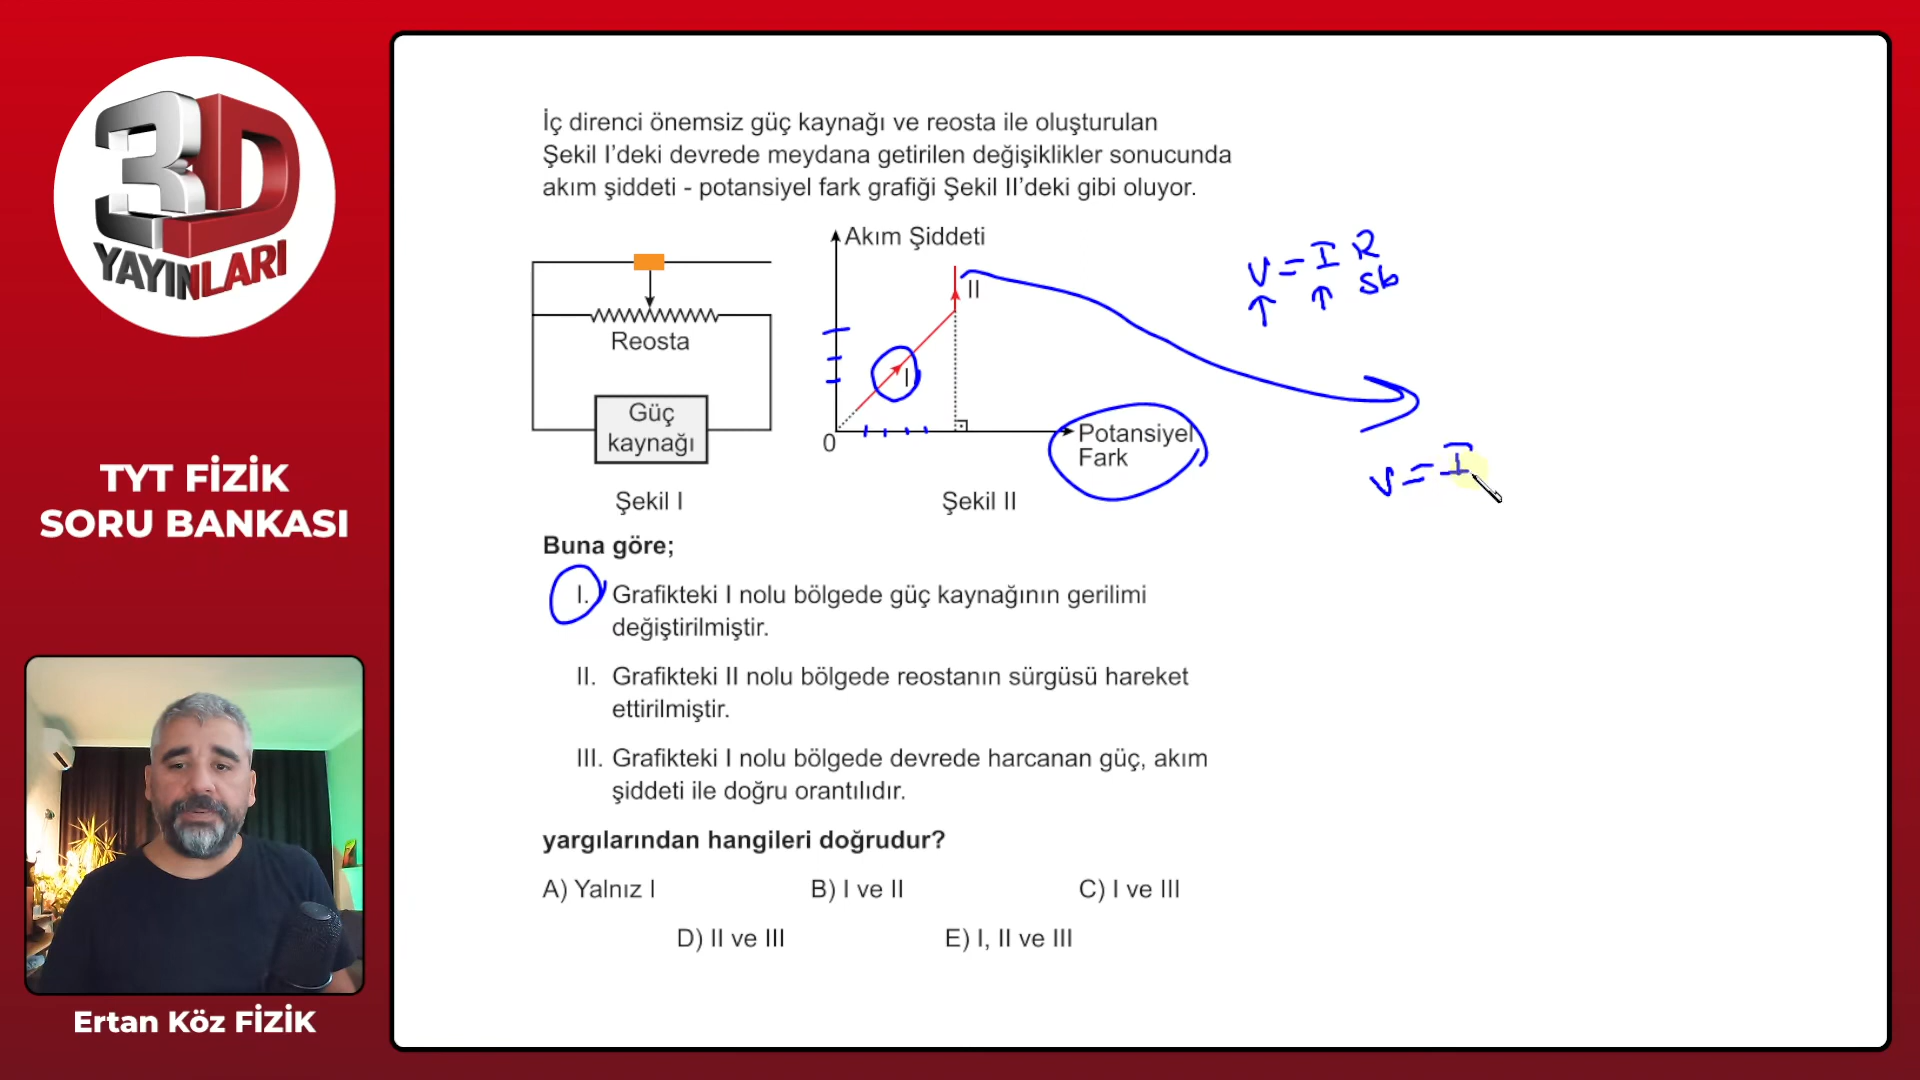 3D
YAYINLARI
TYT FİZİK
SORU BANKASI
Ertan Köz FİZİK
İç direnci önemsiz güç kaynağı ve reosta ile oluşturulan
Şekil I’deki devrede meydana getirilen değişiklikler sonucunda
akım şiddeti - potansiyel fark grafiği Şekil II’deki gibi oluyor.
Reosta
Güç
kaynağı
Şekil I
Akım Şiddeti
II
I
0
Potansiyel
Fark
Şekil II
V = I R
sb
V = I
Buna göre;
I. Grafikteki I nolu bölgede güç kaynağının gerilimi
değiştirilmiştir.
II. Grafikteki II nolu bölgede reostanın sürgüsü hareket
ettirilmiştir.
III. Grafikteki I nolu bölgede devrede harcanan güç, akım
şiddeti ile doğru orantılıdır.
yargılarından hangileri doğrudur?
A) Yalnız I B) I ve II C) I ve III
D) II ve III E) I, II ve III